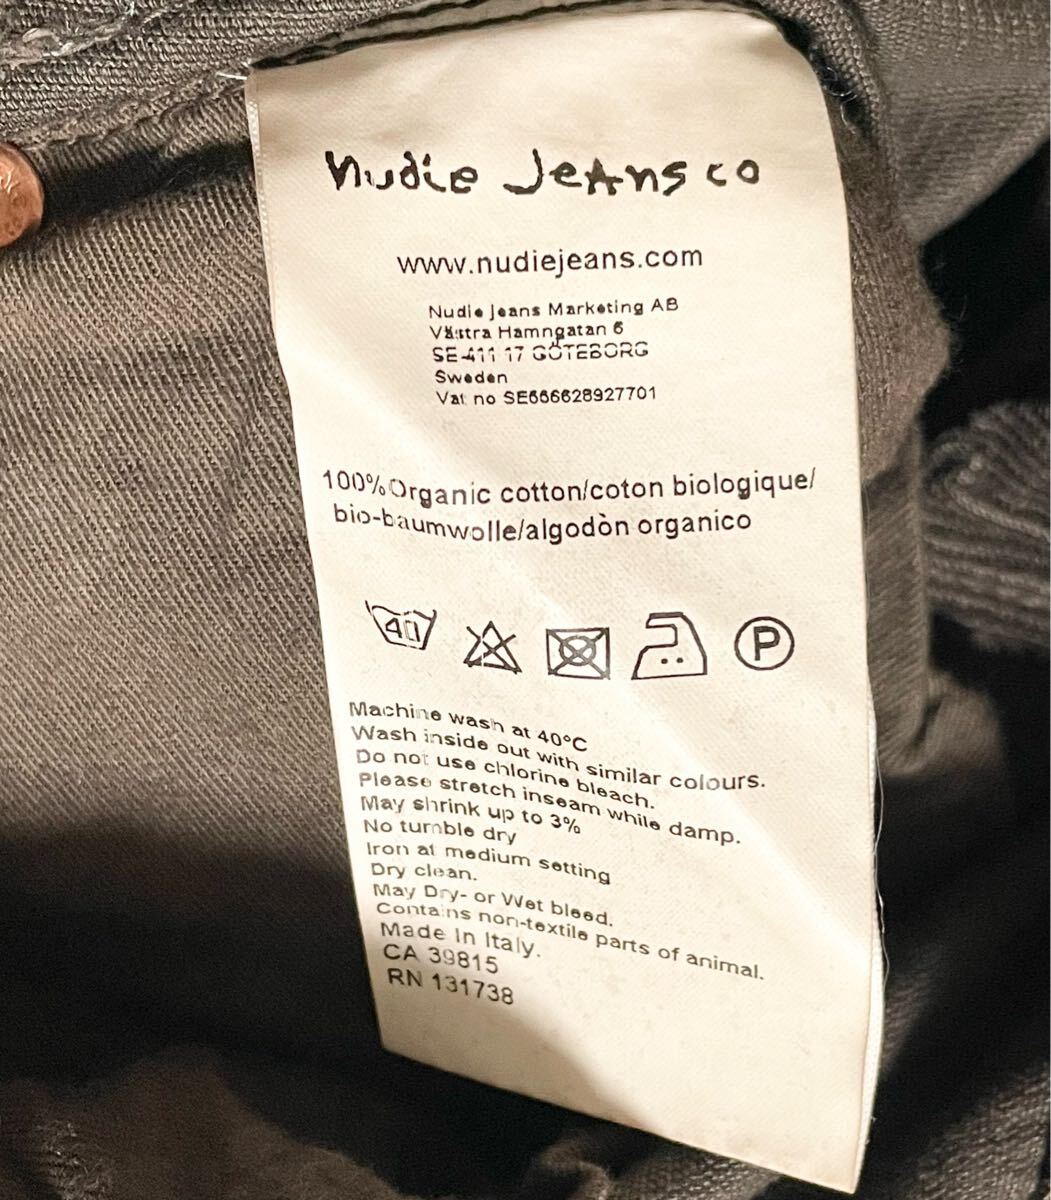 nudie Jeans co
www.nudiejeans.com
Nudie Jeans Marketing AB
Västra Hamngatan 6
SE-411 17 GÖTEBORG
Sweden
Vat no SE666628927701
100%Organic cotton/coton biologique/
bio-baumwolle/algodòn organico
40 P
Machine wash at 40°C
Wash inside out with similar colours.
Do not use chlorine bleach.
Please stretch inseam while damp.
May shrink up to 3%
No tumble dry
Iron at medium setting
Dry clean.
May Dry- or Wet bleed.
Contains non-textile parts of animal.
Made In Italy.
CA 39815
RN 131738